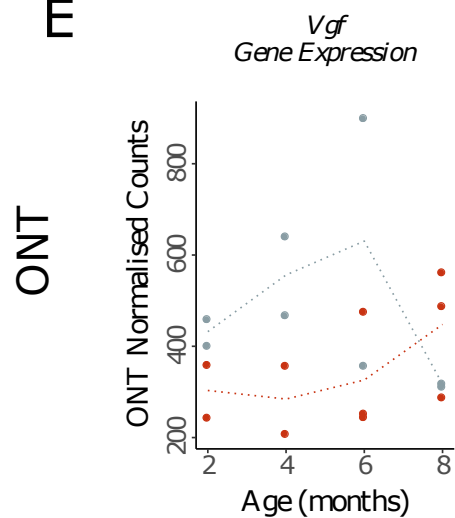 E
Vgf
Gene Expression
ONT
ONT Normalised Counts
800
600
400
200
2 4 6 8
Age (months)